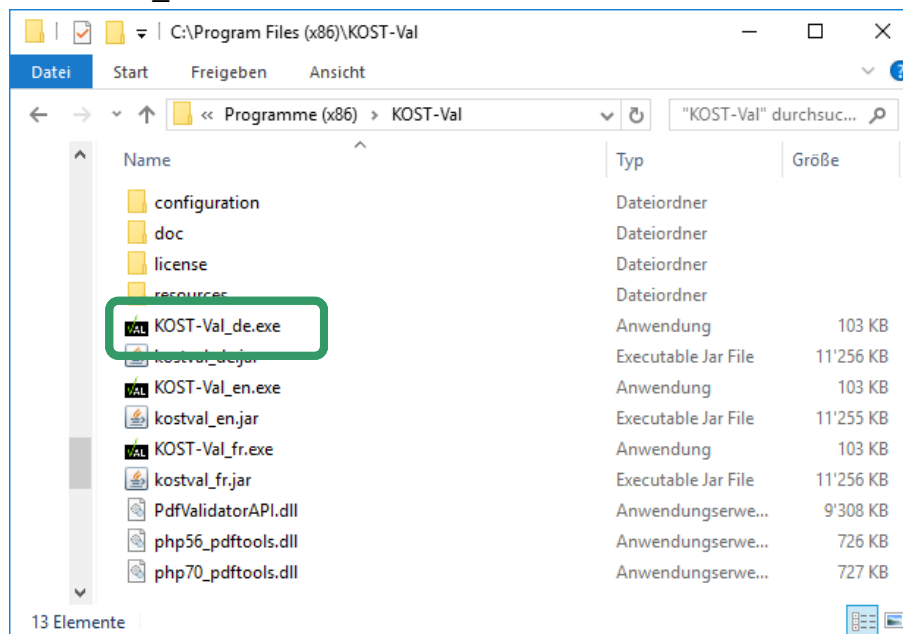 C:\Program Files (x86)\KOST-Val
Datei Start Freigeben Ansicht
« Programme (x86) > KOST-Val "KOST-Val" durchsuc...
Name Typ Größe
configuration Dateiordner
doc Dateiordner
license Dateiordner
resources Dateiordner
KOST-Val_de.exe Anwendung 103 KB
kostval_de.jar Executable Jar File 11'256 KB
KOST-Val_en.exe Anwendung 103 KB
kostval_en.jar Executable Jar File 11'255 KB
KOST-Val_fr.exe Anwendung 103 KB
kostval_fr.jar Executable Jar File 11'256 KB
PdfValidatorAPI.dll Anwendungserwe... 9'308 KB
php56_pdftools.dll Anwendungserwe... 726 KB
php70_pdftools.dll Anwendungserwe... 727 KB
13 Elemente